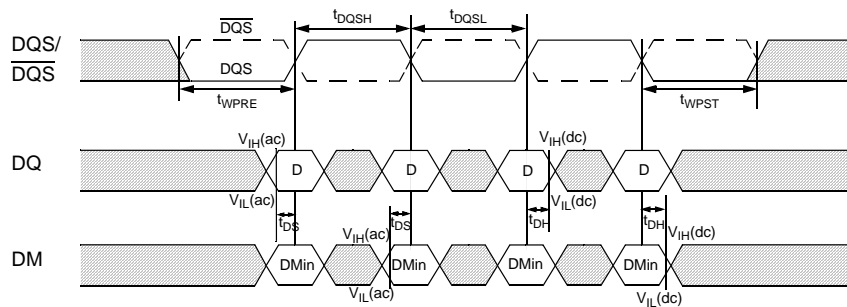 DQS tDQSH tDQSL
DQS/
DQS
DQS
tWPRE tWPST
VIH(ac) VIH(dc)
DQ D D D D
VIL(ac) VIL(dc)
tDS tDS tDH tDH
VIH(ac) VIH(dc)
DM DMin DMin DMin DMin
VIL(ac) VIL(dc)